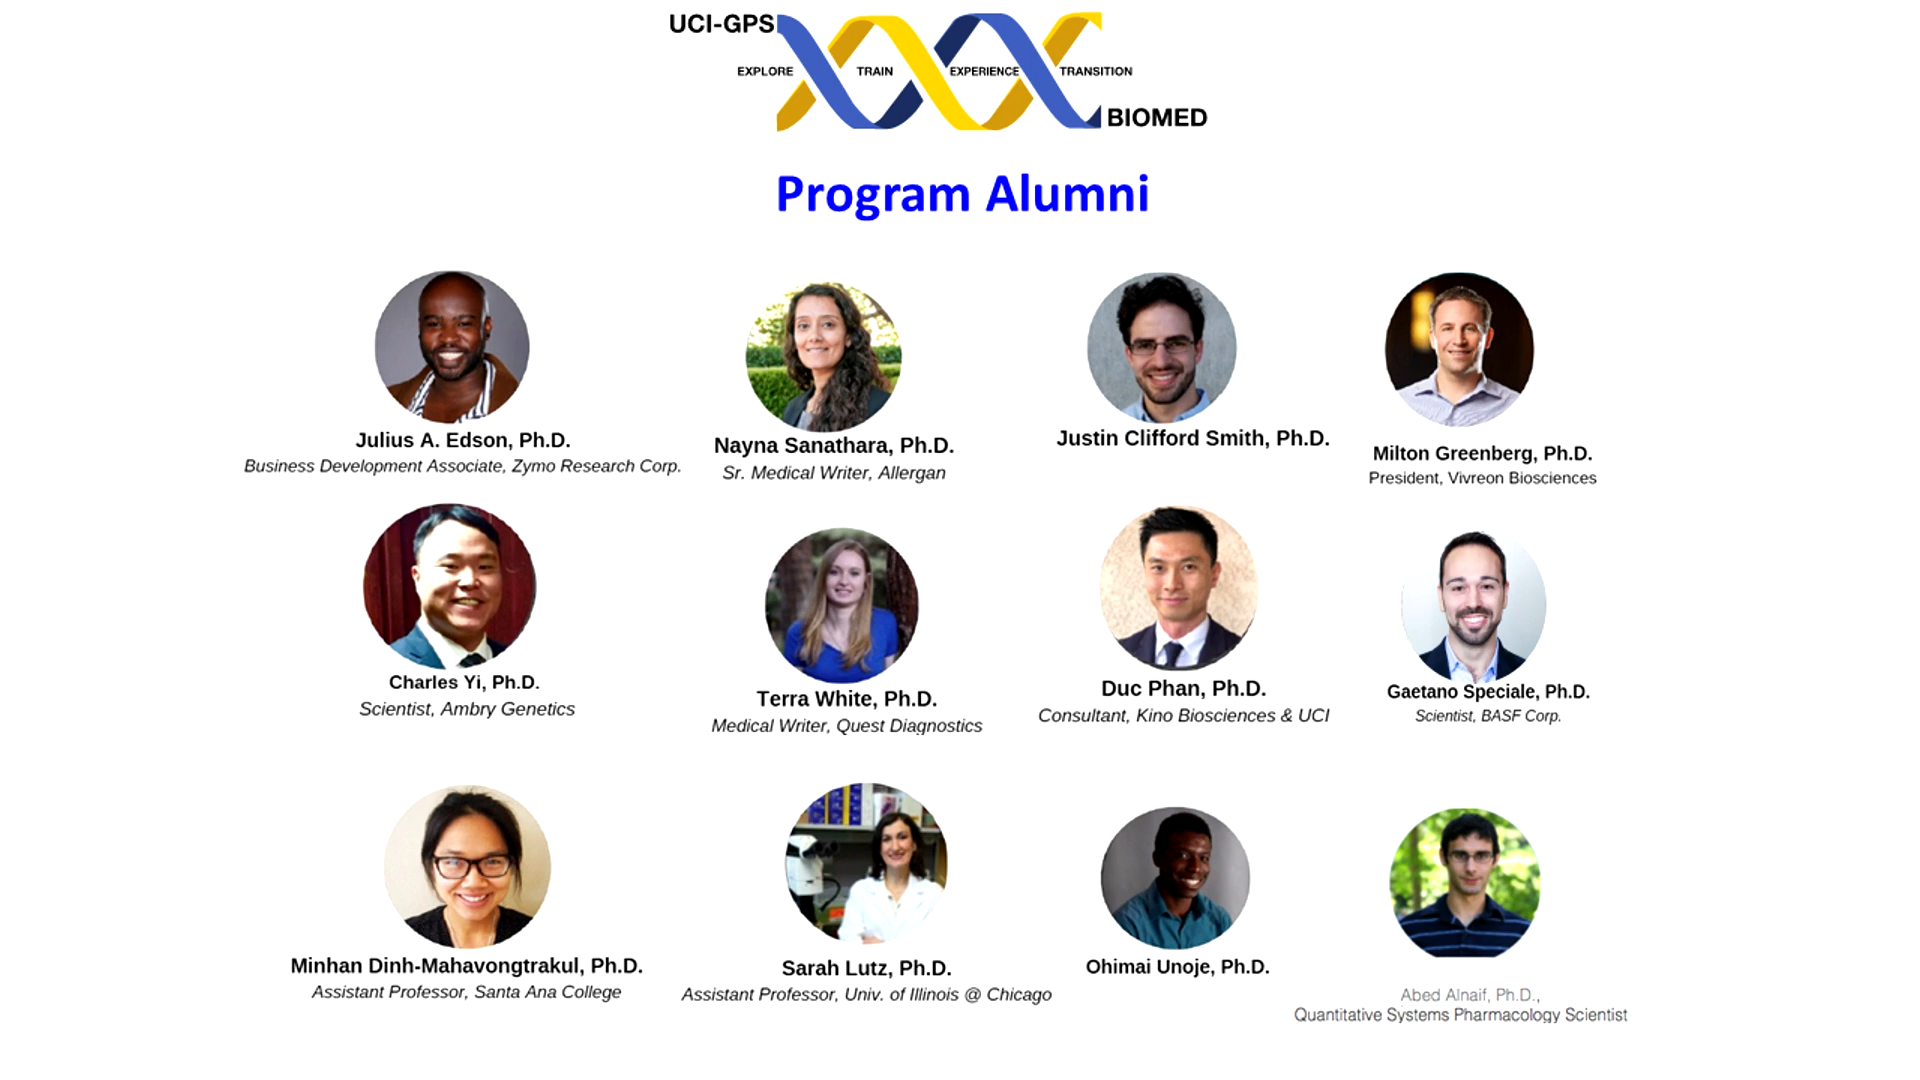 UCI-GPS
EXPLORE TRAIN EXPERIENCE TRANSITION
BIOMED
Program Alumni
Julius A. Edson, Ph.D.
Business Development Associate, Zymo Research Corp.
Nayna Sanathara, Ph.D.
Sr. Medical Writer, Allergan
Justin Clifford Smith, Ph.D.
Milton Greenberg, Ph.D.
President, Vivreon Biosciences
Charles Yi, Ph.D.
Scientist, Ambry Genetics
Terra White, Ph.D.
Medical Writer, Quest Diagnostics
Duc Phan, Ph.D.
Consultant, Kino Biosciences & UCI
Gaetano Speciale, Ph.D.
Scientist, BASF Corp.
Minhan Dinh-Mahavongtrakul, Ph.D.
Assistant Professor, Santa Ana College
Sarah Lutz, Ph.D.
Assistant Professor, Univ. of Illinois @ Chicago
Ohimai Unoje, Ph.D.
Abed Alnaif, Ph.D.,
Quantitative Systems Pharmacology Scientist